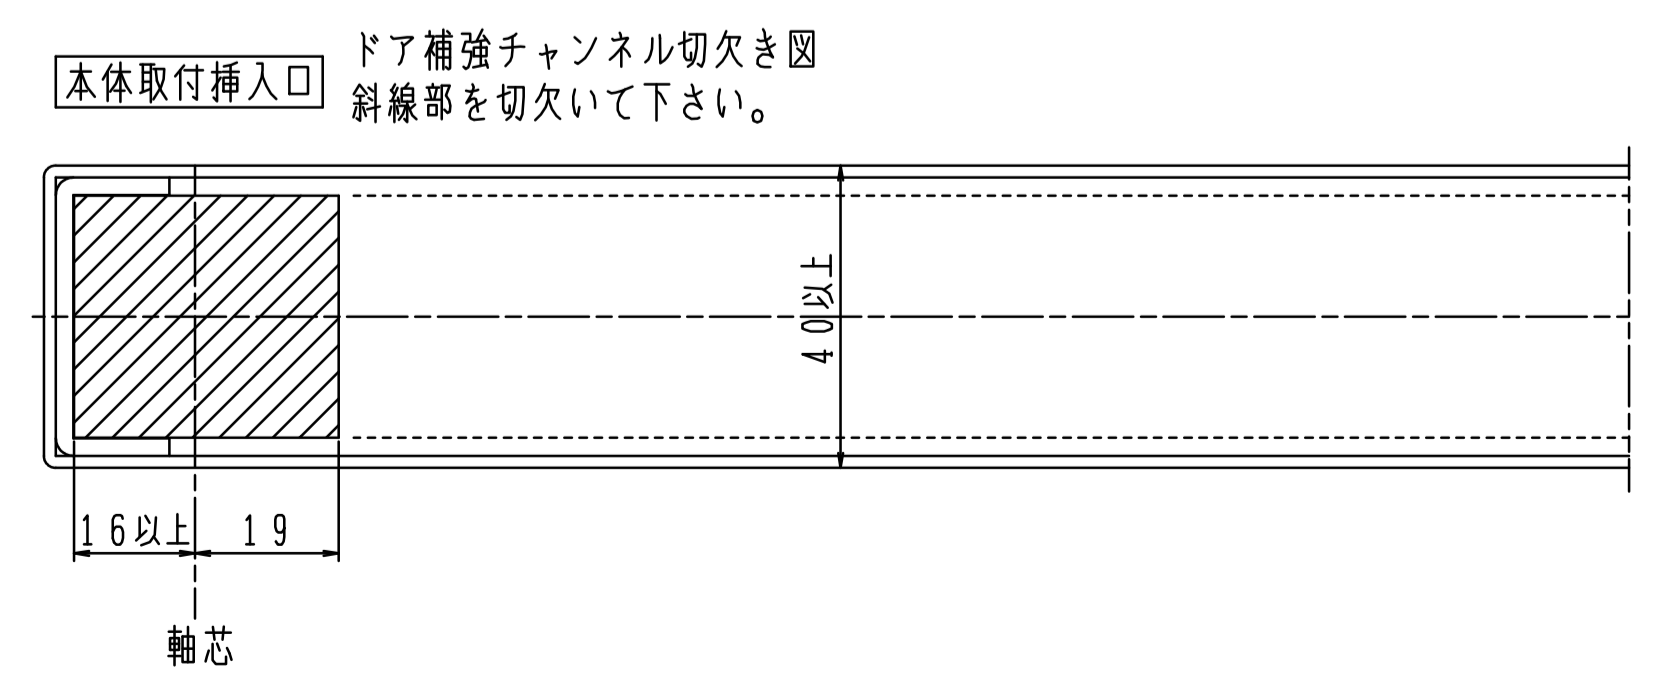 本体取付挿入口
ドア補強チャンネル切欠き図
斜線部を切欠いて下さい。
40以上
16以上
19
軸芯